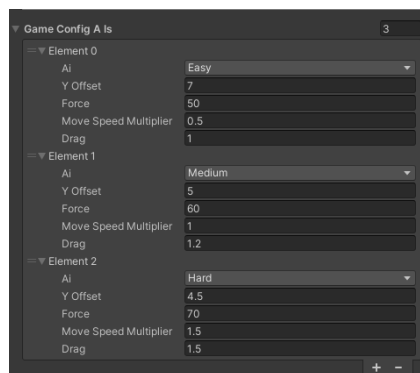 Game Config A Is 3
Element 0
Ai Easy
Y Offset 7
Force 50
Move Speed Multiplier 0.5
Drag 1
Element 1
Ai Medium
Y Offset 5
Force 60
Move Speed Multiplier 1
Drag 1.2
Element 2
Ai Hard
Y Offset 4.5
Force 70
Move Speed Multiplier 1.5
Drag 1.5
+ −